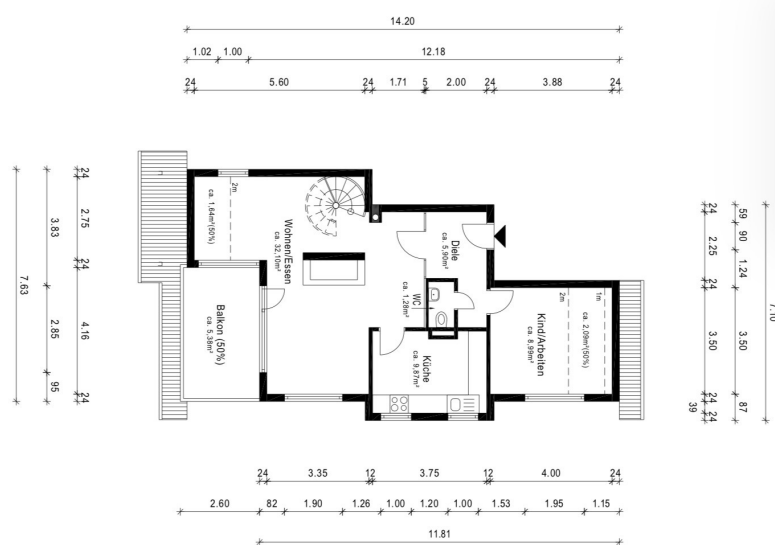 14.20
1.02 1.00 12.18
24 5.60 24 1.71 5 2.00 24 3.88 24
7.63
3.83 2.85 95
24 2.75 24 4.16 24
2m
ca. 1,64m²(50%)
Wohnen/Essen
ca. 32,10m²
Balkon (50%)
ca. 5,38m²
Diele
ca. 5,90m²
WC
ca. 1,28m²
Küche
ca. 9,87m²
Kind/Arbeiten
ca. 8,99m²
2m
1m
ca. 2,09m²(50%)
24 2.25 24 3.50 24 24 39
59 90 1.24 3.50 87
7.10
24 3.35 12 3.75 12 4.00 24
2.60 82 1.90 1.26 1.00 1.20 1.00 1.53 1.95 1.15
11.81